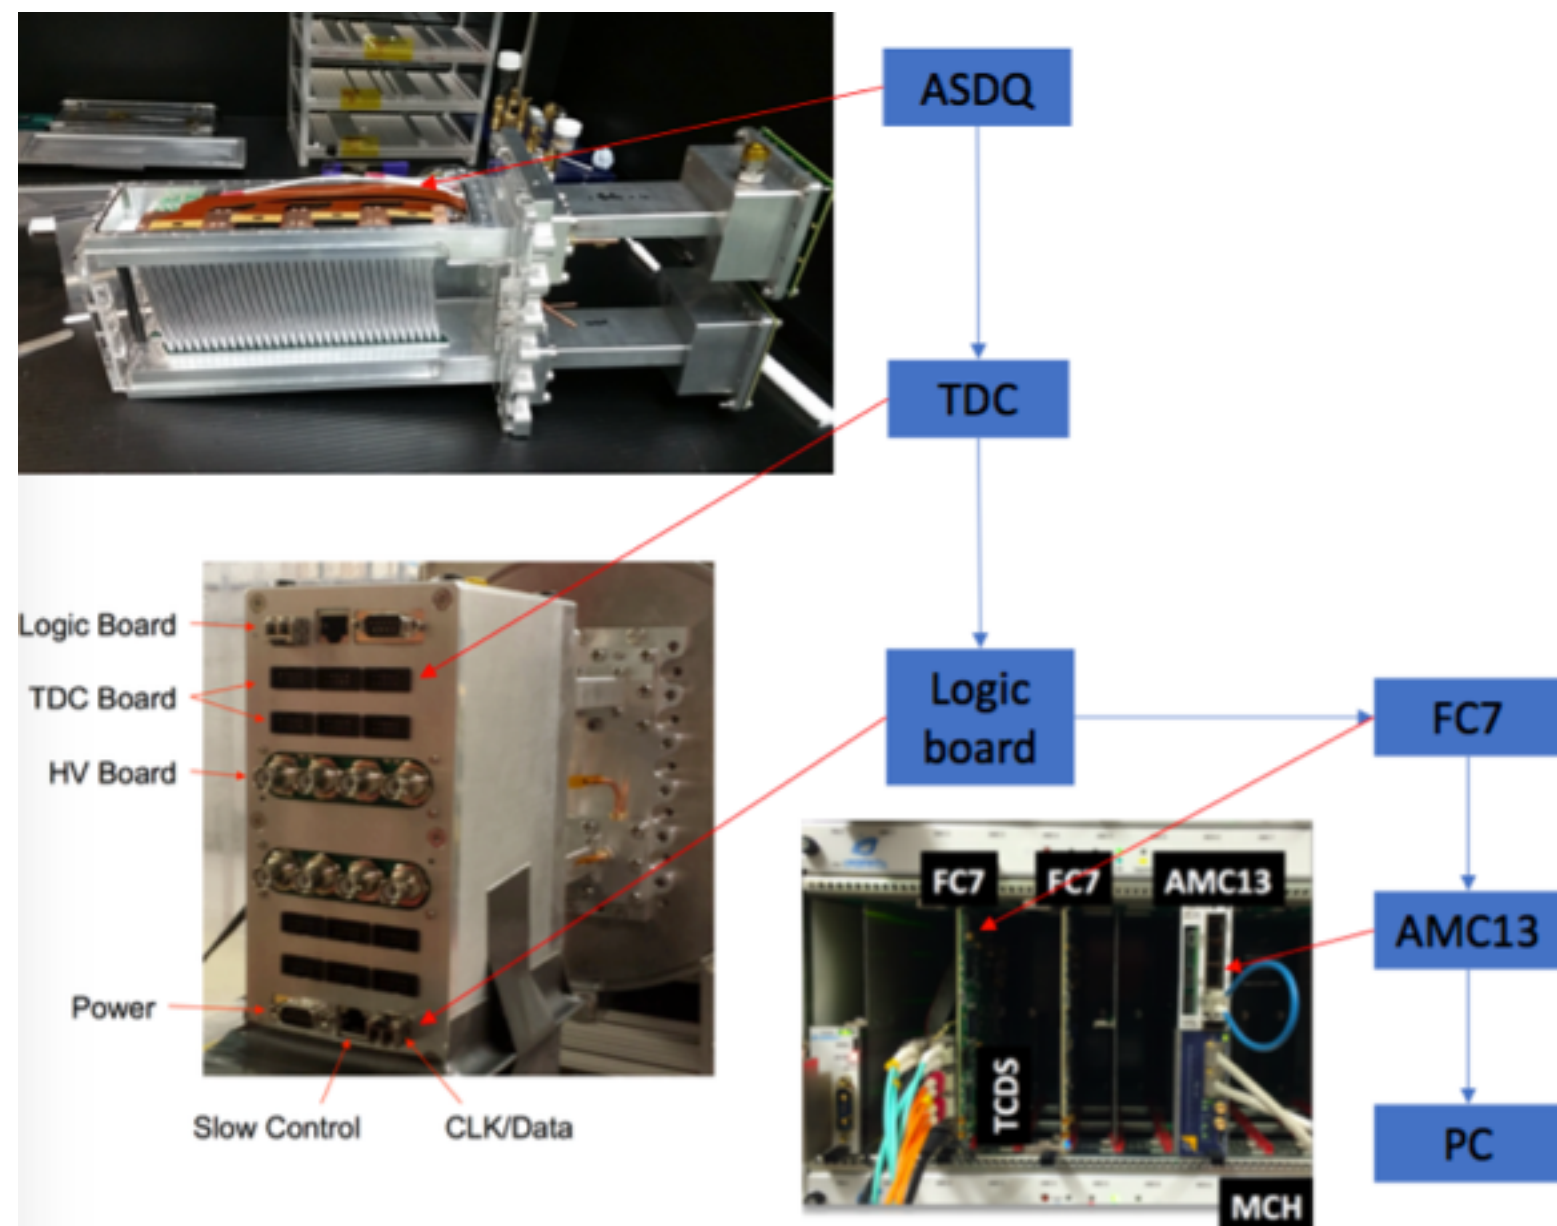 ASDQ
TDC
Logic
board
FC7
AMC13
PC
Logic Board
TDC Board
HV Board
Power
Slow Control
CLK/Data
FC7
FC7
AMC13
TCDS
MCH